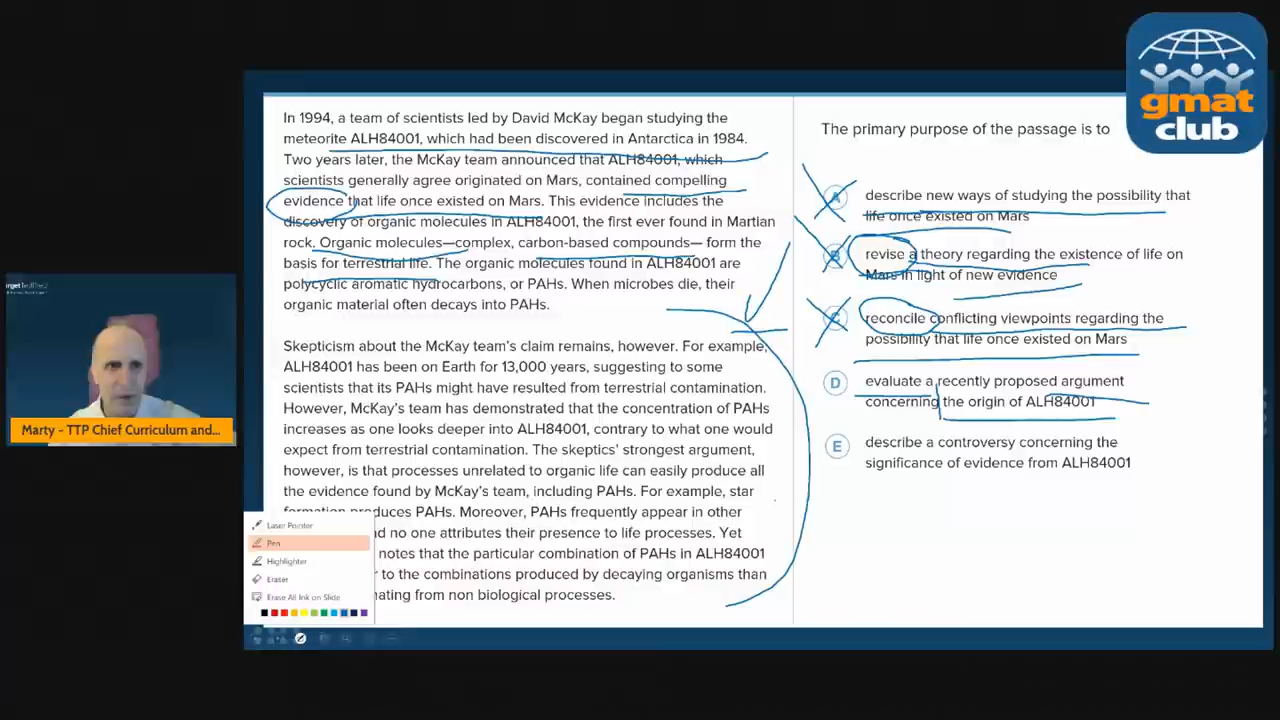 gmat
club
In 1994, a team of scientists led by David McKay began studying the
meteorite ALH84001, which had been discovered in Antarctica in 1984.
Two years later, the McKay team announced that ALH84001, which
scientists generally agree originated on Mars, contained compelling
evidence that life once existed on Mars. This evidence includes the
discovery of organic molecules in ALH84001, the first ever found in Martian
rock. Organic molecules—complex, carbon-based compounds— form the
basis for terrestrial life. The organic molecules found in ALH84001 are
polycyclic aromatic hydrocarbons, or PAHs. When microbes die, their
organic material often decays into PAHs.
Skepticism about the McKay team's claim remains, however. For example,
ALH84001 has been on Earth for 13,000 years, suggesting to some
scientists that its PAHs might have resulted from terrestrial contamination.
However, McKay's team has demonstrated that the concentration of PAHs
increases as one looks deeper into ALH84001, contrary to what one would
expect from terrestrial contamination. The skeptics' strongest argument,
however, is that processes unrelated to organic life can easily produce all
the evidence found by McKay's team, including PAHs. For example, star
formation produces PAHs. Moreover, PAHs frequently appear in other
nd no one attributes their presence to life processes. Yet
notes that the particular combination of PAHs in ALH84001
r to the combinations produced by decaying organisms than
nating from non biological processes.
Laser Pointer
Pen
Highlighter
Eraser
Erase All Ink on Slide
The primary purpose of the passage is to
A describe new ways of studying the possibility that
life once existed on Mars
B revise a theory regarding the existence of life on
Mars in light of new evidence
C reconcile conflicting viewpoints regarding the
possibility that life once existed on Mars
D evaluate a recently proposed argument
concerning the origin of ALH84001
E describe a controversy concerning the
significance of evidence from ALH84001
Marty - TTP Chief Curriculum and...